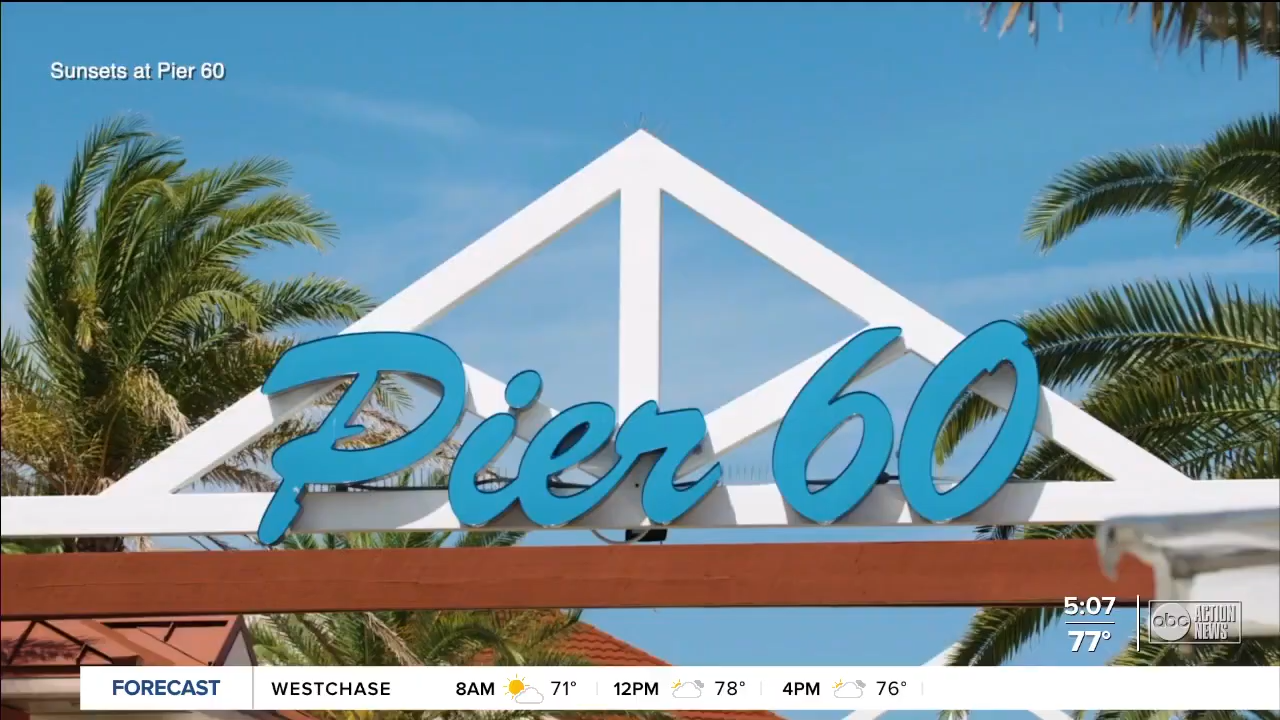 Sunsets at Pier 60
Pier 60
5:07
77°
abc ACTION NEWS
FORECAST WESTCHASE 8AM 71° 12PM 78° 4PM 76°